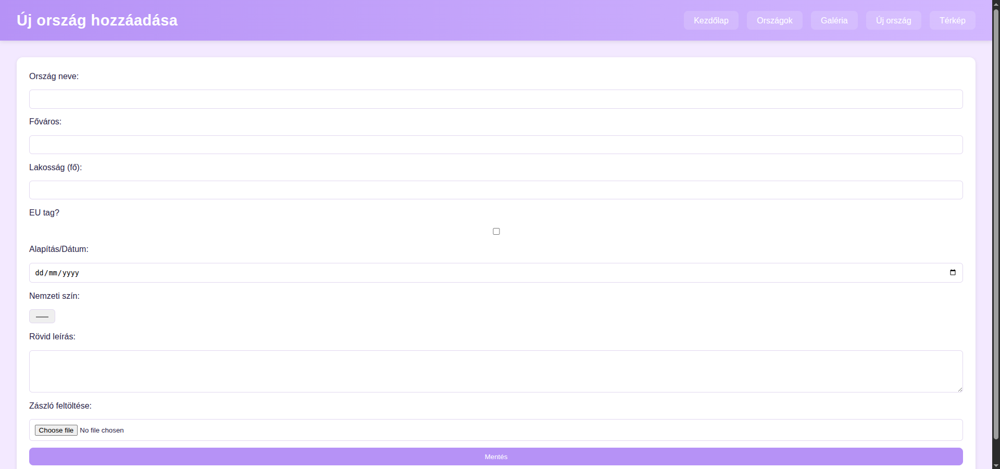 Új ország hozzáadása
Kezdőlap Országok Galéria Új ország Térkép
Ország neve:
Főváros:
Lakosság (fő):
EU tag?
Alapítás/Dátum:
dd/mm/yyyy
Nemzeti szín:
Rövid leírás:
Zászló feltöltése:
Choose file No file chosen
Mentés